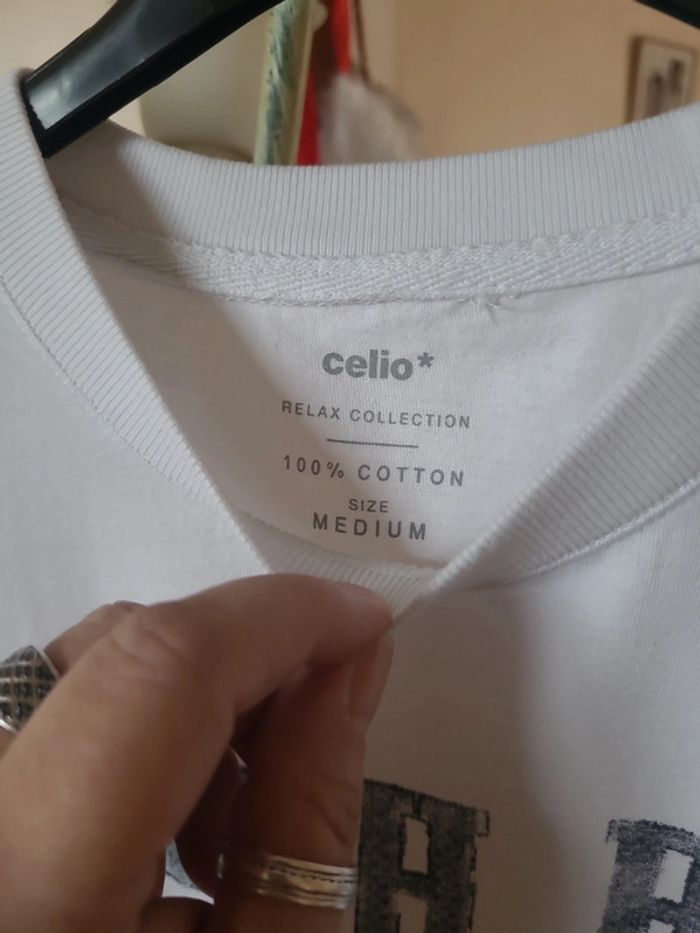 celio*
RELAX COLLECTION
100% COTTON
SIZE
MEDIUM